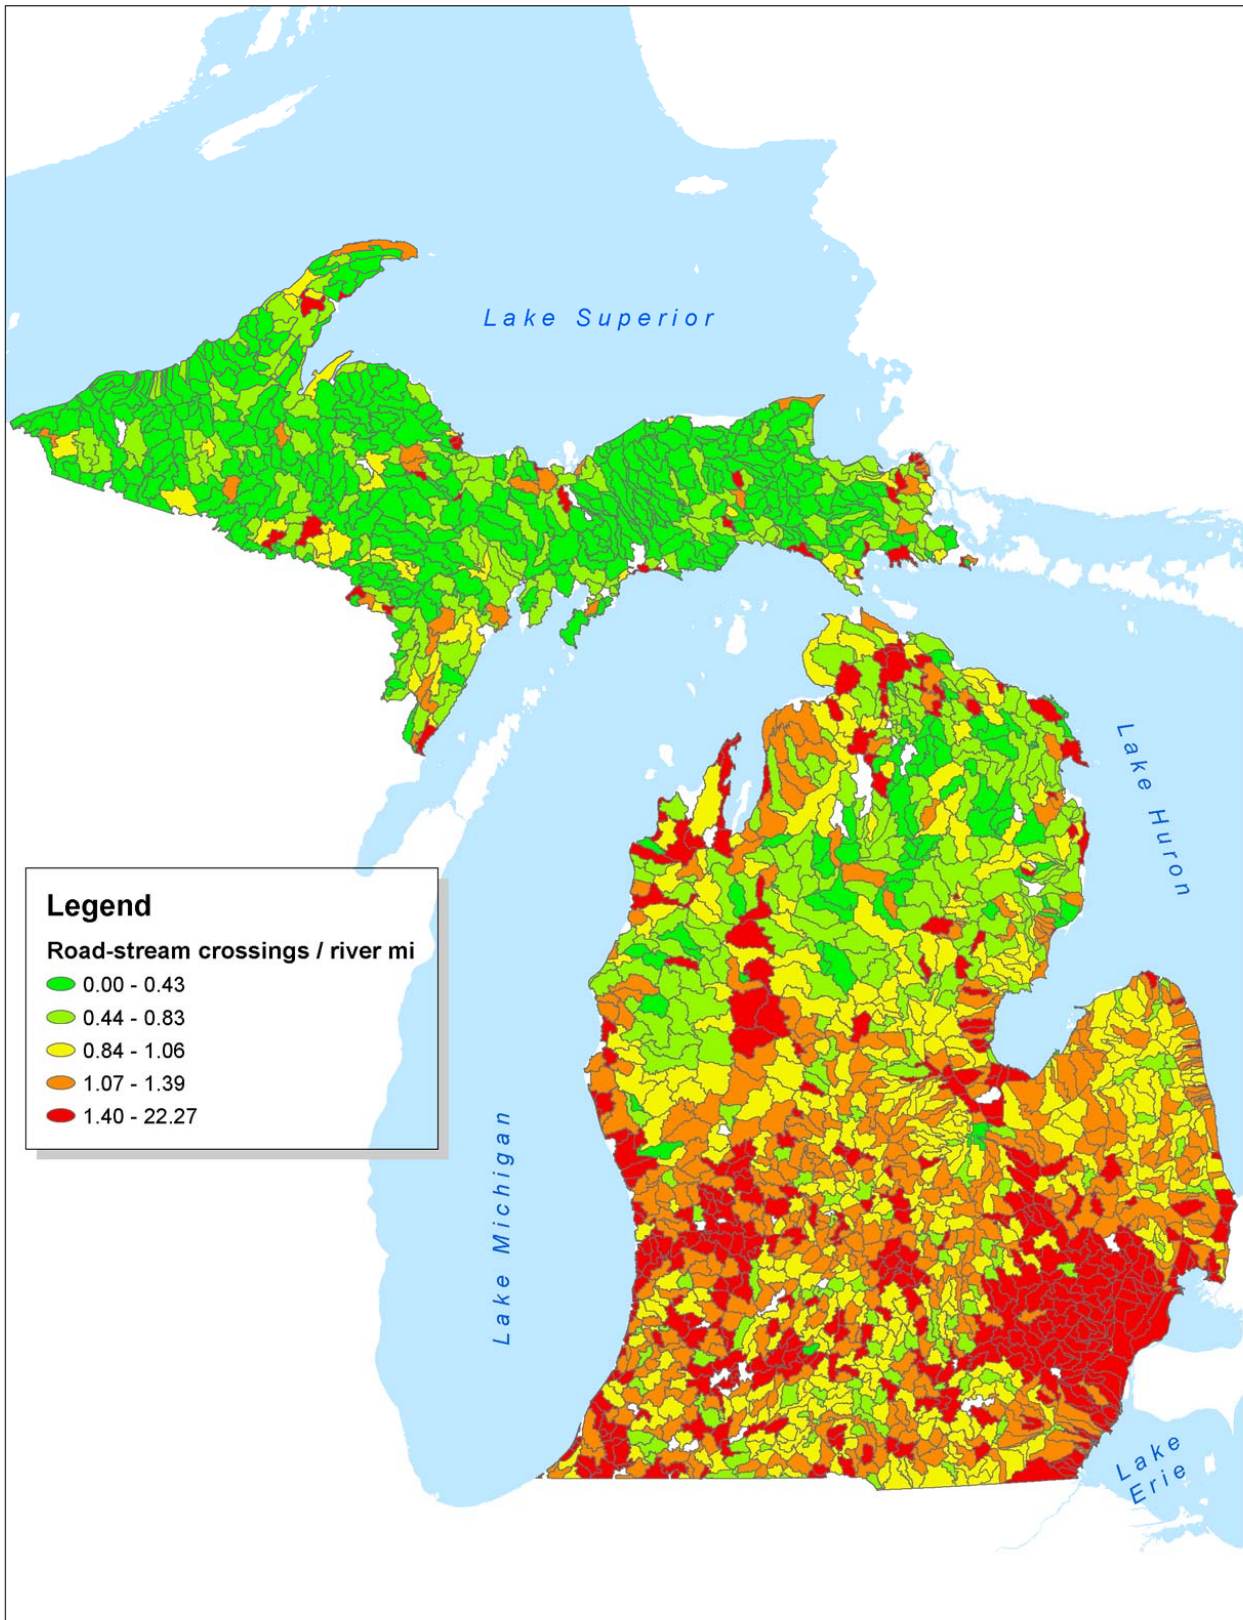 Lake Superior
Lake Huron
Legend
Road-stream crossings / river mi
0.00 - 0.43
0.44 - 0.83
0.84 - 1.06
1.07 - 1.39
1.40 - 22.27
Lake Michigan
Lake
Erie